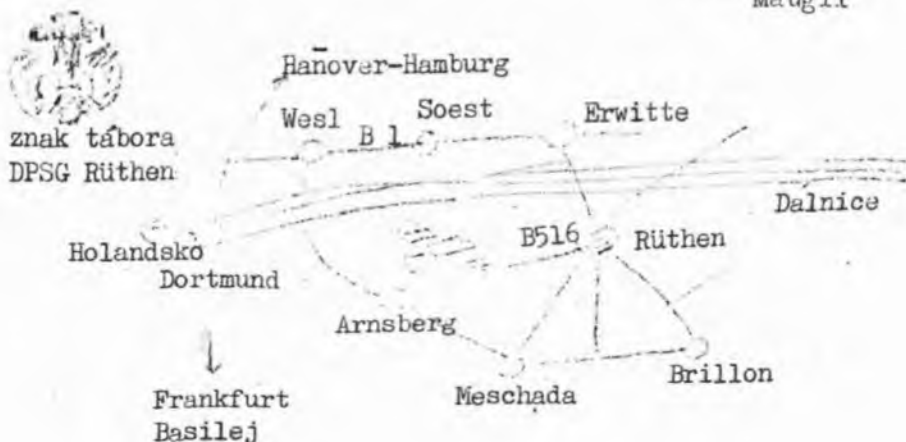 Maugli
Hanover-Hamburg
Wesl
B 1
Soest
Erwitte
znak tábora
DPSG Rüthen
Dalnice
Holandsko
B516
Rüthen
Dortmund
Arnsberg
Meschada
Brillon
Frankfurt
Basilej